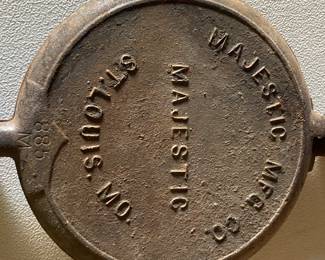 MAJESTIC MFG. CO.
MAJESTIC
ST. LOUIS. MO.
885 M